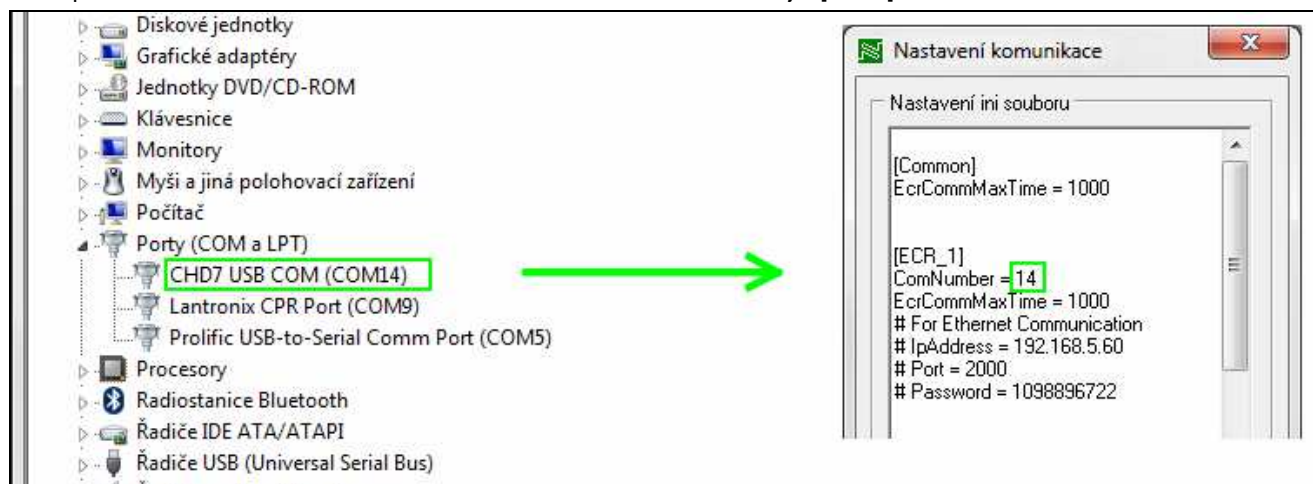 Diskové jednotky
Grafické adaptéry
Jednotky DVD/CD-ROM
Klávesnice
Monitory
Myši a jiná polohovací zařízení
Počítač
Porty (COM a LPT)
CHD7 USB COM (COM14)
Lantronix CPR Port (COM9)
Prolific USB-to-Serial Comm Port (COM5)
Procesory
Radiostanice Bluetooth
Řadiče IDE ATA/ATAPI
Řadiče USB (Universal Serial Bus)
Nastavení komunikace
Nastavení ini souboru
[Common]
EcrCommMaxTime = 1000
[ECR_1]
ComNumber = 14
EcrCommMaxTime = 1000
# For Ethernet Communication
# IpAddress = 192.168.5.60
# Port = 2000
# Password = 1098896722